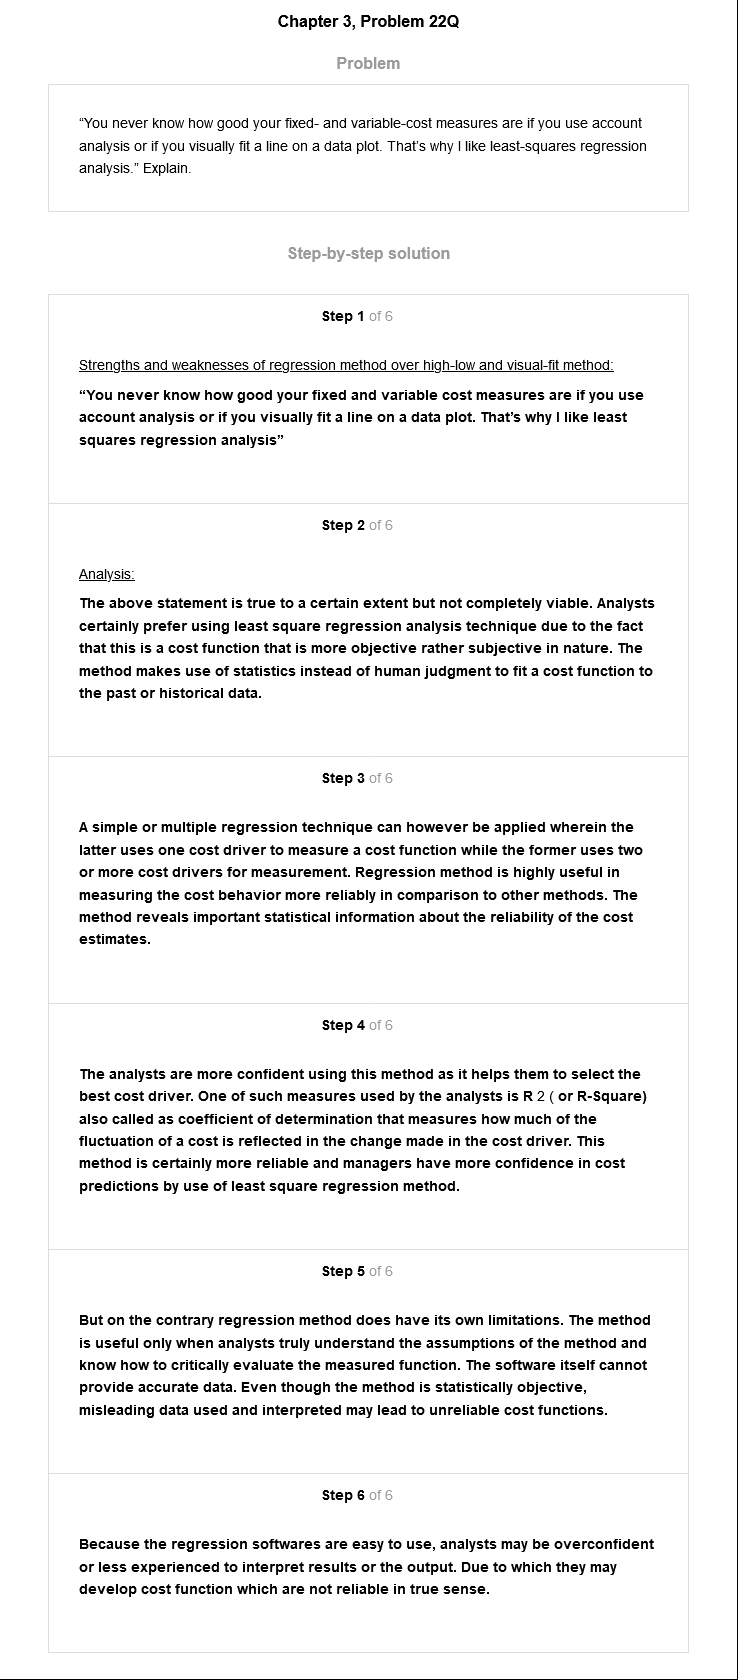 Chapter 3, Problem 22Q
Problem
“You never know how good your fixed- and variable-cost measures are if you use account
analysis or if you visually fit a line on a data plot. That’s why I like least-squares regression
analysis.” Explain.
Step-by-step solution
Step 1 of 6
Strengths and weaknesses of regression method over high-low and visual-fit method:
“You never know how good your fixed and variable cost measures are if you use
account analysis or if you visually fit a line on a data plot. That’s why I like least
squares regression analysis”
Step 2 of 6
Analysis:
The above statement is true to a certain extent but not completely viable. Analysts
certainly prefer using least square regression analysis technique due to the fact
that this is a cost function that is more objective rather subjective in nature. The
method makes use of statistics instead of human judgment to fit a cost function to
the past or historical data.
Step 3 of 6
A simple or multiple regression technique can however be applied wherein the
latter uses one cost driver to measure a cost function while the former uses two
or more cost drivers for measurement. Regression method is highly useful in
measuring the cost behavior more reliably in comparison to other methods. The
method reveals important statistical information about the reliability of the cost
estimates.
Step 4 of 6
The analysts are more confident using this method as it helps them to select the
best cost driver. One of such measures used by the analysts is R 2 ( or R-Square)
also called as coefficient of determination that measures how much of the
fluctuation of a cost is reflected in the change made in the cost driver. This
method is certainly more reliable and managers have more confidence in cost
predictions by use of least square regression method.
Step 5 of 6
But on the contrary regression method does have its own limitations. The method
is useful only when analysts truly understand the assumptions of the method and
know how to critically evaluate the measured function. The software itself cannot
provide accurate data. Even though the method is statistically objective,
misleading data used and interpreted may lead to unreliable cost functions.
Step 6 of 6
Because the regression softwares are easy to use, analysts may be overconfident
or less experienced to interpret results or the output. Due to which they may
develop cost function which are not reliable in true sense.